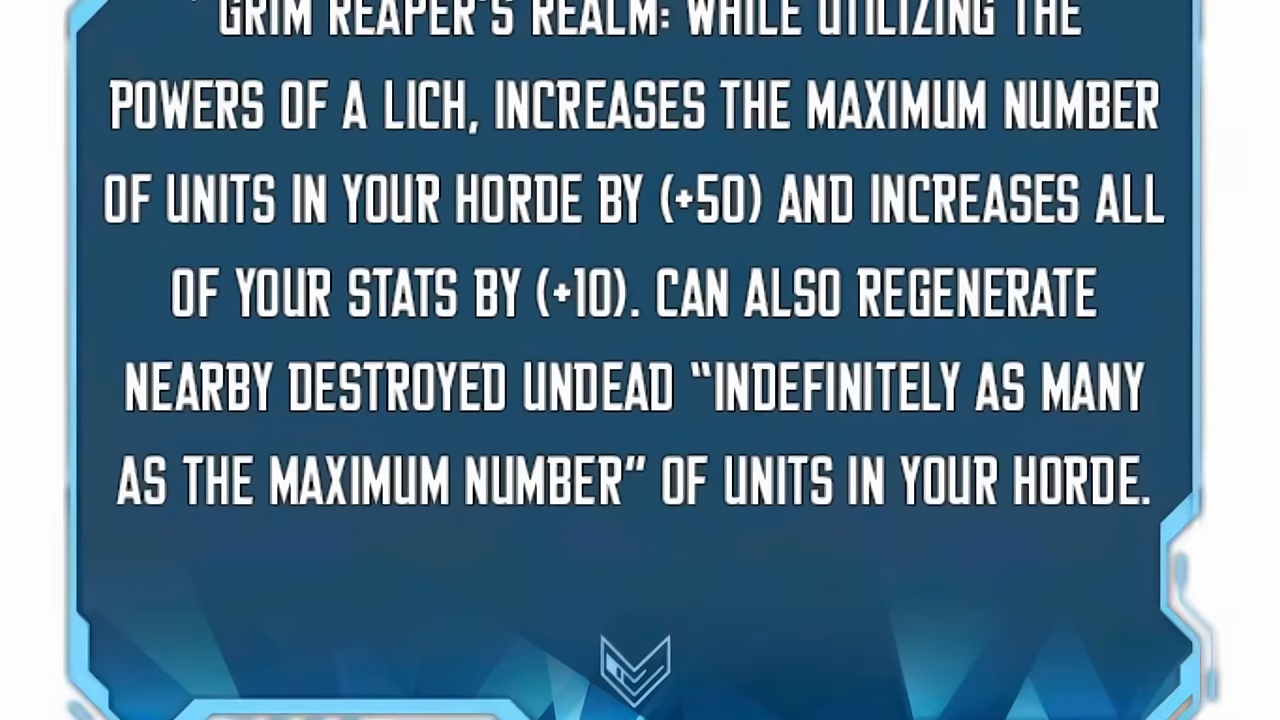 GRIM REAPER'S REALM: WHILE UTILIZING THE
POWERS OF A LICH, INCREASES THE MAXIMUM NUMBER
OF UNITS IN YOUR HORDE BY (+50) AND INCREASES ALL
OF YOUR STATS BY (+10). CAN ALSO REGENERATE
NEARBY DESTROYED UNDEAD “INDEFINITELY AS MANY
AS THE MAXIMUM NUMBER” OF UNITS IN YOUR HORDE.